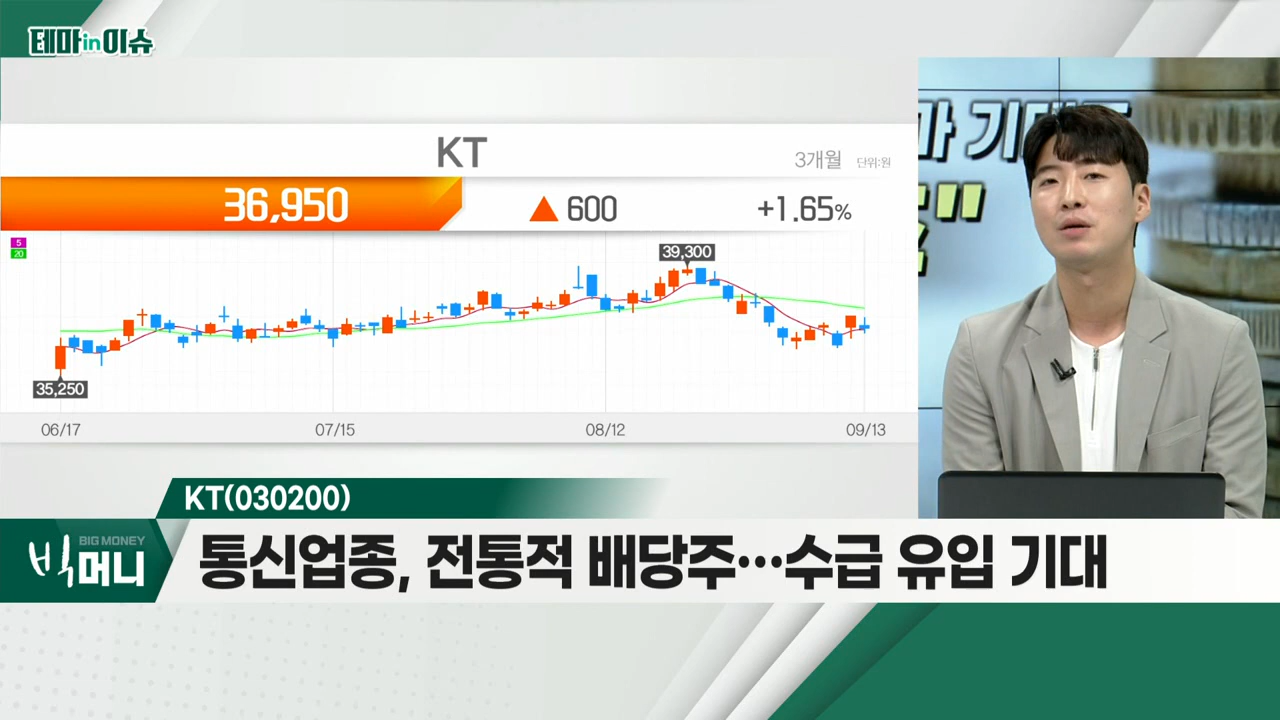 테마in이슈
KT
3개월 단위:원
36,950 ▲ 600 +1.65%
5
20
39,300
35,250
06/17 07/15 08/12 09/13
KT(030200)
BIG MONEY
빅머니
통신업종, 전통적 배당주…수급 유입 기대